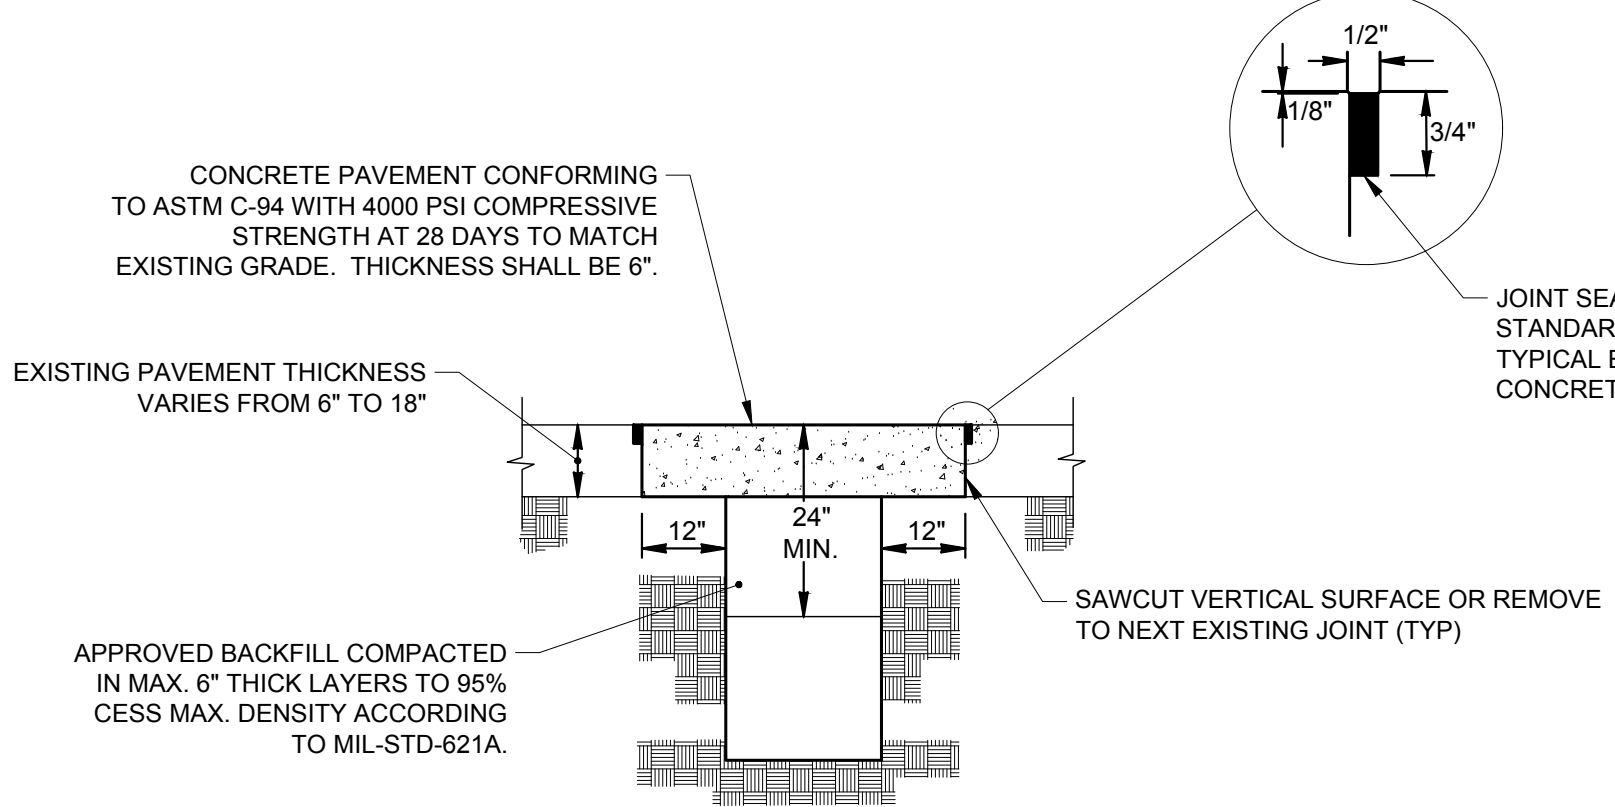 1/2"
1/8"
3/4"
CONCRETE PAVEMENT CONFORMING
TO ASTM C-94 WITH 4000 PSI COMPRESSIVE
STRENGTH AT 28 DAYS TO MATCH
EXISTING GRADE.  THICKNESS SHALL BE 6".
JOINT
TYPICAL
EXISTING PAVEMENT THICKNESS
VARIES FROM 6" TO 18"
12"
24"
MIN.
12"
SAWCUT VERTICAL SURFACE OR REMOVE
TO NEXT EXISTING JOINT (TYP)
APPROVED BACKFILL COMPACTED
IN MAX. 6" THICK LAYERS TO 95%
CESS MAX. DENSITY ACCORDING
TO MIL-STD-621A.